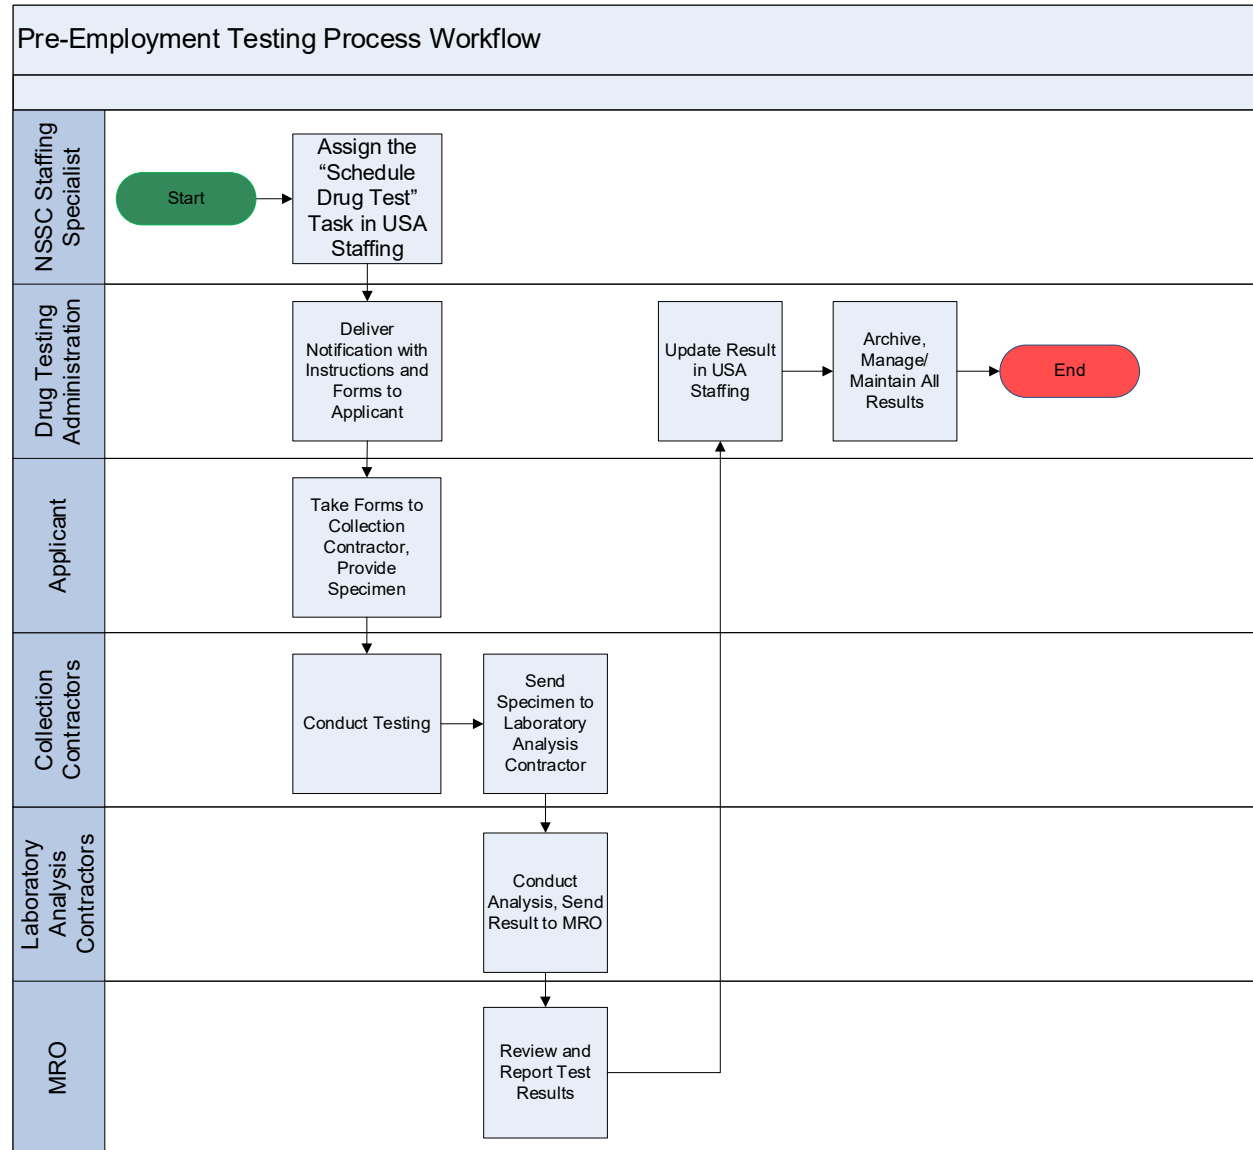 Pre-Employment Testing Process Workflow
NSSC Staffing
Specialist
Start
Assign the
“Schedule
Drug Test”
Task in USA
Staffing
Drug Testing
Administration
Deliver
Notification with
Instructions and
Forms to
Applicant
Update Result
in USA
Staffing
Archive,
Manage/
Maintain All
Results
End
Applicant
Take Forms to
Collection
Contractor,
Provide
Specimen
Collection
Contractors
Conduct Testing
Send
Specimen to
Laboratory
Analysis
Contractor
Laboratory
Analysis
Contractors
Conduct
Analysis, Send
Result to MRO
MRO
Review and
Report Test
Results